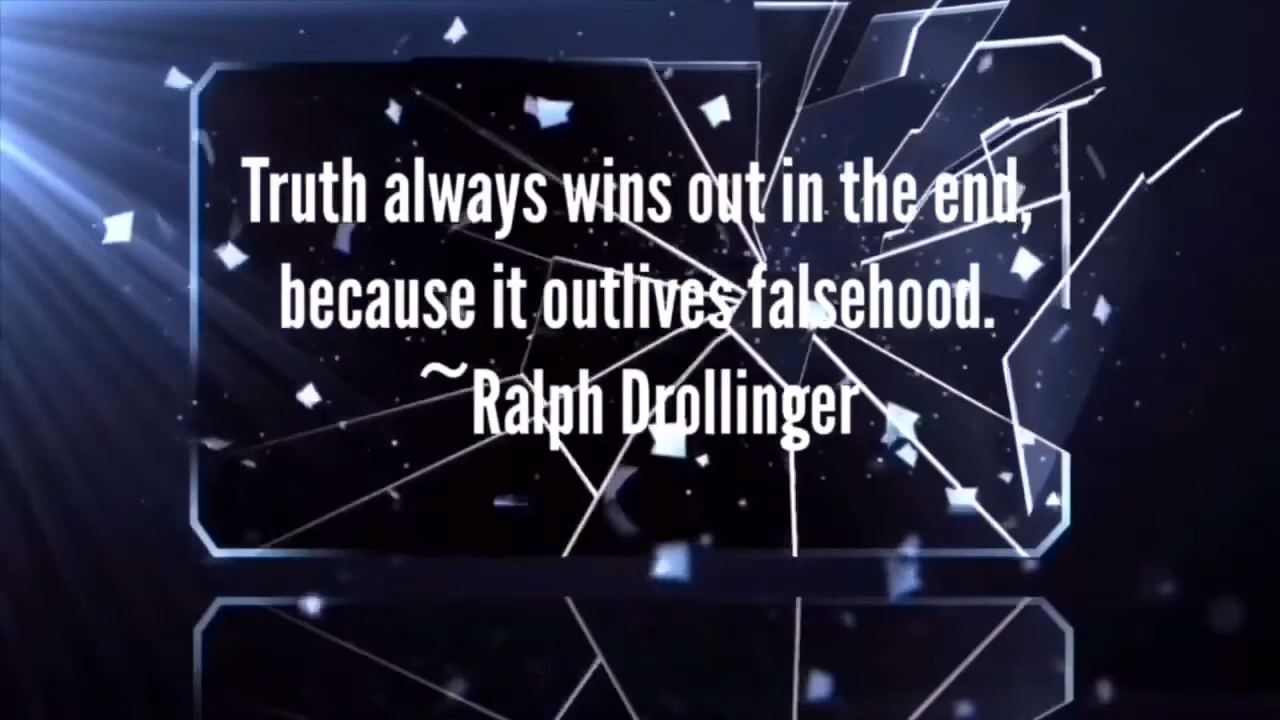 Truth always wins out in the end,
because it outlives falsehood.
~Ralph Drollinger